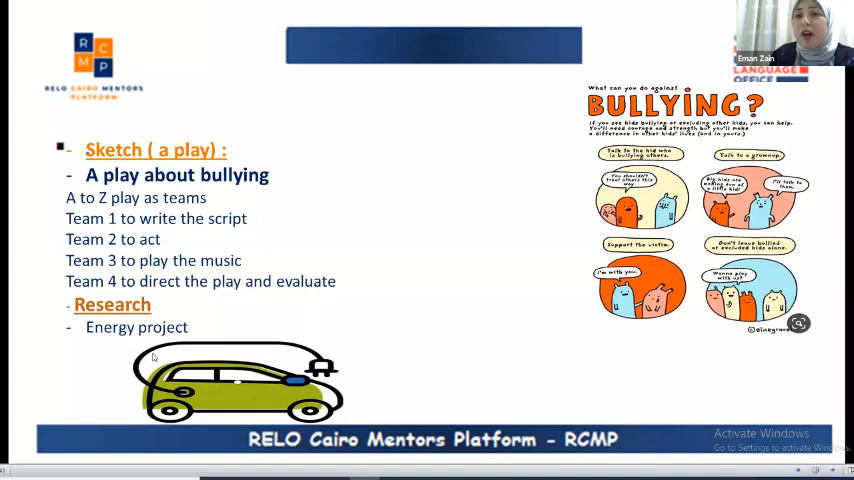 R C
M P
RELO CAIRO MENTORS
PLATFORM
Eman Zain
LANGUAGE
OFFICE
- Sketch ( a play) :
- A play about bullying
A to Z play as teams
Team 1 to write the script
Team 2 to act
Team 3 to play the music
Team 4 to direct the play and evaluate
- Research
- Energy project
What can you do against
BULLYING?
If you see kids bullying or excluding other kids, you can help.
You'll need courage and strength but you'll make
a difference in other kids' lives (and in yours.)
Talk to the kid who
is bullying others.
You shouldn't
treat others this
way.
Talk to a grownup.
Big kids are
making fun of
a little kid!
I'll talk to
them.
Support the victim.
I'm with you.
Don't leave bullied
or excluded kids alone.
Wanna play
with us?
©elisegrave
RELO Cairo Mentors Platform - RCMP
Activate Windows
Go to Settings to activate Windows.